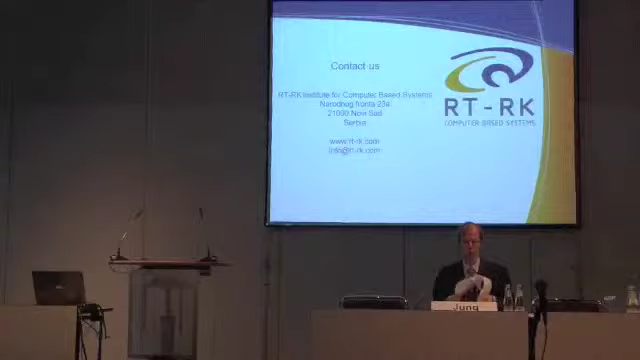 Contact us
RT-RK Institute for Computer Based Systems
Narodnog fronta 23a
21000 Novi Sad
Serbia
www.rt-rk.com
info@rt-rk.com
RT-RK
COMPUTER BASED SYSTEMS
Jung